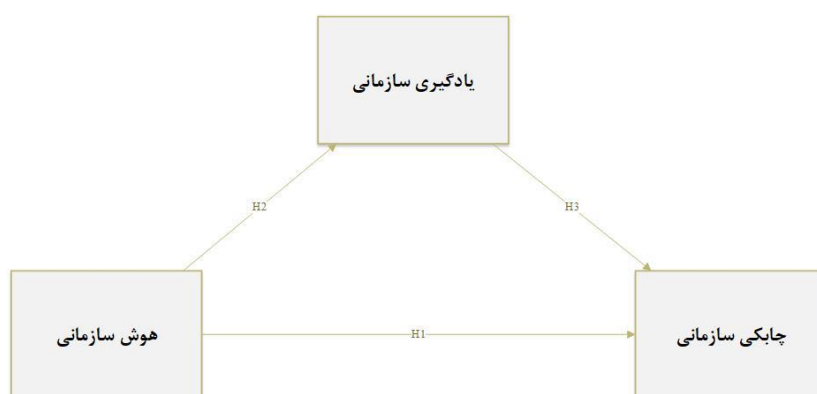 یادگیری سازمانی
H2
H3
هوش سازمانی
H1
چابکی سازمانی